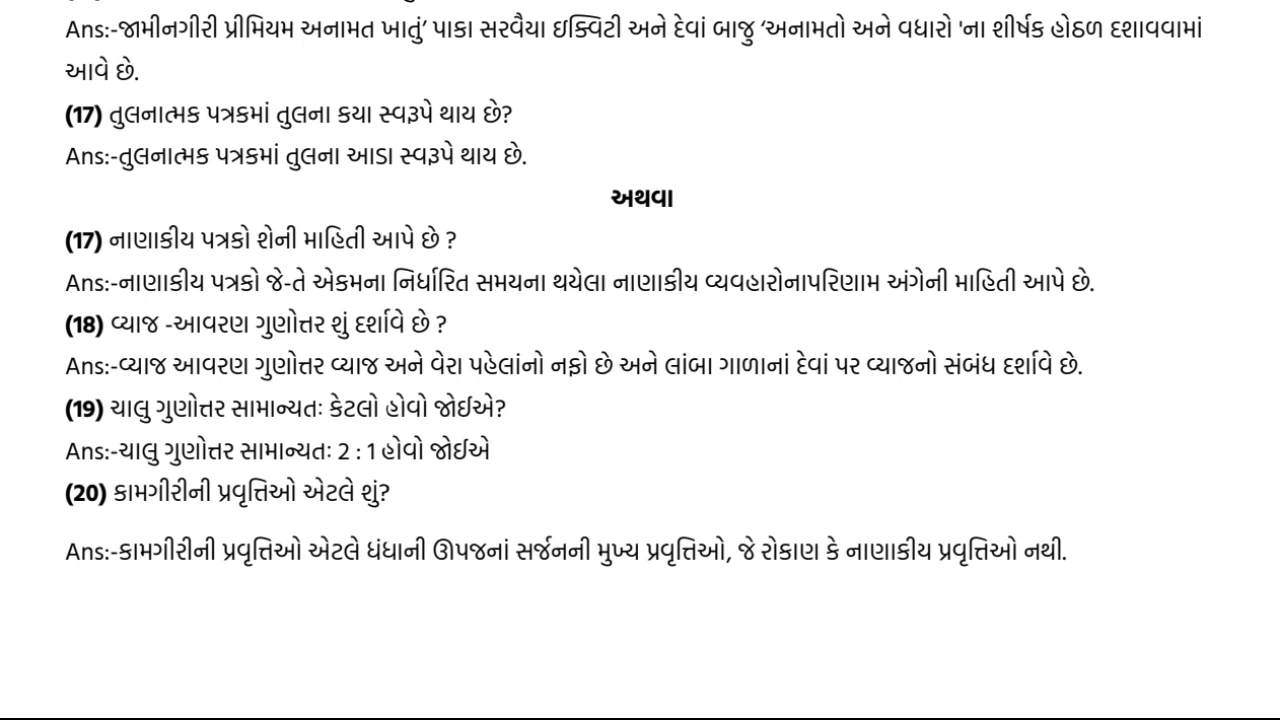 Ans:-જામીનગીરી પ્રીમિયમ અનામત ખાતું’ પાકા સરવૈયા ઇક્વિટી અને દેવાં બાજુ ‘અનામતો અને વધારો 'ના શીર્ષક હોઠળ દશાવવામાં
આવે છે.
(17) તુલનાત્મક પત્રકમાં તુલના કયા સ્વરૂપે થાય છે?
Ans:-તુલનાત્મક પત્રકમાં તુલના આડા સ્વરૂપે થાય છે.
અથવા
(17) નાણાકીય પત્રકો શેની માહિતી આપે છે ?
Ans:-નાણાકીય પત્રકો જે-તે એકમના નિર્ધારિત સમયના થયેલા નાણાકીય વ્યવહારોનાપરિણામ અંગેની માહિતી આપે છે.
(18) વ્યાજ -આવરણ ગુણોત્તર શું દર્શાવે છે ?
Ans:-વ્યાજ આવરણ ગુણોત્તર વ્યાજ અને વેરા પહેલાંનો નફો છે અને લાંબા ગાળાનાં દેવાં પર વ્યાજનો સંબંધ દર્શાવે છે.
(19) ચાલુ ગુણોત્તર સામાન્યતઃ કેટલો હોવો જોઈએ?
Ans:-ચાલુ ગુણોત્તર સામાન્યતઃ 2 : 1 હોવો જોઈએ
(20) કામગીરીની પ્રવૃત્તિઓ એટલે શું?
Ans:-કામગીરીની પ્રવૃત્તિઓ એટલે ધંધાની ઊપજનાં સર્જનની મુખ્ય પ્રવૃત્તિઓ, જે રોકાણ કે નાણાકીય પ્રવૃત્તિઓ નથી.